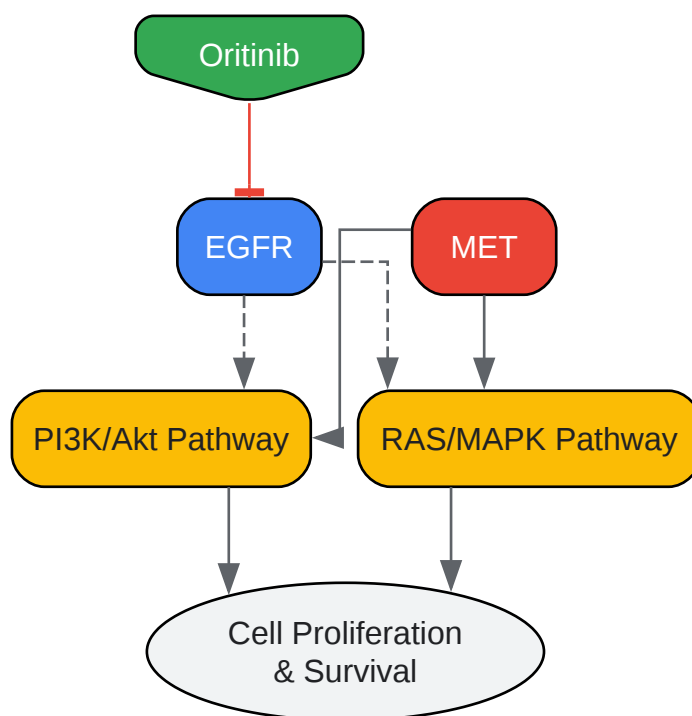 Oritinib
EGFR
MET
PI3K/Akt Pathway
RAS/MAPK Pathway
Cell Proliferation
& Survival